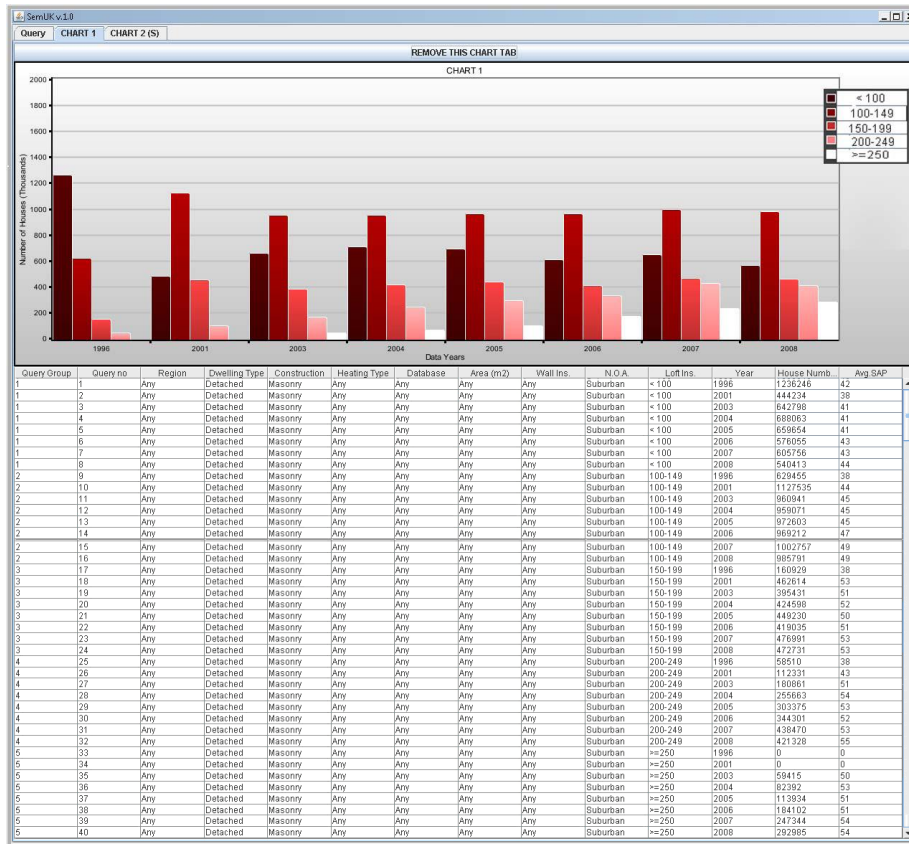 SemUK v.1.0
Query CHART 1 CHART 2 (S)
REMOVE THIS CHART TAB
CHART 1
2000
1800
1600
1400
1200
1000
800
600
400
200
0
Number of Houses (Thousands)
< 100
100-149
150-199
200-249
>=250
1996 2001 2003 2004 2005 2006 2007 2008
Data Years
Query Group Query no Region Dwelling Type Construction Heating Type Database Area (m2) Wall Ins. N.O.A. Loft Ins. Year House Numb... Avg.SAP
1 1 Any Detached Masonry Any Any Any Any Suburban < 100 1996 1236246 42
1 2 Any Detached Masonry Any Any Any Any Suburban < 100 2001 444234 38
1 3 Any Detached Masonry Any Any Any Any Suburban < 100 2003 642798 41
1 4 Any Detached Masonry Any Any Any Any Suburban < 100 2004 688063 41
1 5 Any Detached Masonry Any Any Any Any Suburban < 100 2005 659654 41
1 6 Any Detached Masonry Any Any Any Any Suburban < 100 2006 576055 43
1 7 Any Detached Masonry Any Any Any Any Suburban < 100 2007 605756 43
1 8 Any Detached Masonry Any Any Any Any Suburban < 100 2008 540413 44
2 9 Any Detached Masonry Any Any Any Any Suburban 100-149 1996 629455 38
2 10 Any Detached Masonry Any Any Any Any Suburban 100-149 2001 1127535 44
2 11 Any Detached Masonry Any Any Any Any Suburban 100-149 2003 960941 45
2 12 Any Detached Masonry Any Any Any Any Suburban 100-149 2004 959071 45
2 13 Any Detached Masonry Any Any Any Any Suburban 100-149 2005 972603 45
2 14 Any Detached Masonry Any Any Any Any Suburban 100-149 2006 969212 47
2 15 Any Detached Masonry Any Any Any Any Suburban 100-149 2007 1002757 49
2 16 Any Detached Masonry Any Any Any Any Suburban 100-149 2008 985791 49
3 17 Any Detached Masonry Any Any Any Any Suburban 150-199 1996 160929 38
3 18 Any Detached Masonry Any Any Any Any Suburban 150-199 2001 462614 53
3 19 Any Detached Masonry Any Any Any Any Suburban 150-199 2003 395431 51
3 20 Any Detached Masonry Any Any Any Any Suburban 150-199 2004 424598 52
3 21 Any Detached Masonry Any Any Any Any Suburban 150-199 2005 449230 50
3 22 Any Detached Masonry Any Any Any Any Suburban 150-199 2006 419035 51
3 23 Any Detached Masonry Any Any Any Any Suburban 150-199 2007 476991 53
3 24 Any Detached Masonry Any Any Any Any Suburban 150-199 2008 472731 53
4 25 Any Detached Masonry Any Any Any Any Suburban 200-249 1996 58510 38
4 26 Any Detached Masonry Any Any Any Any Suburban 200-249 2001 112331 43
4 27 Any Detached Masonry Any Any Any Any Suburban 200-249 2003 180861 51
4 28 Any Detached Masonry Any Any Any Any Suburban 200-249 2004 255663 54
4 29 Any Detached Masonry Any Any Any Any Suburban 200-249 2005 303375 53
4 30 Any Detached Masonry Any Any Any Any Suburban 200-249 2006 344301 52
4 31 Any Detached Masonry Any Any Any Any Suburban 200-249 2007 438470 53
4 32 Any Detached Masonry Any Any Any Any Suburban 200-249 2008 421328 55
5 33 Any Detached Masonry Any Any Any Any Suburban >=250 1996 0 0
5 34 Any Detached Masonry Any Any Any Any Suburban >=250 2001 0 0
5 35 Any Detached Masonry Any Any Any Any Suburban >=250 2003 59415 50
5 36 Any Detached Masonry Any Any Any Any Suburban >=250 2004 82392 53
5 37 Any Detached Masonry Any Any Any Any Suburban >=250 2005 113934 51
5 38 Any Detached Masonry Any Any Any Any Suburban >=250 2006 184102 51
5 39 Any Detached Masonry Any Any Any Any Suburban >=250 2007 247344 54
5 40 Any Detached Masonry Any Any Any Any Suburban >=250 2008 292985 54